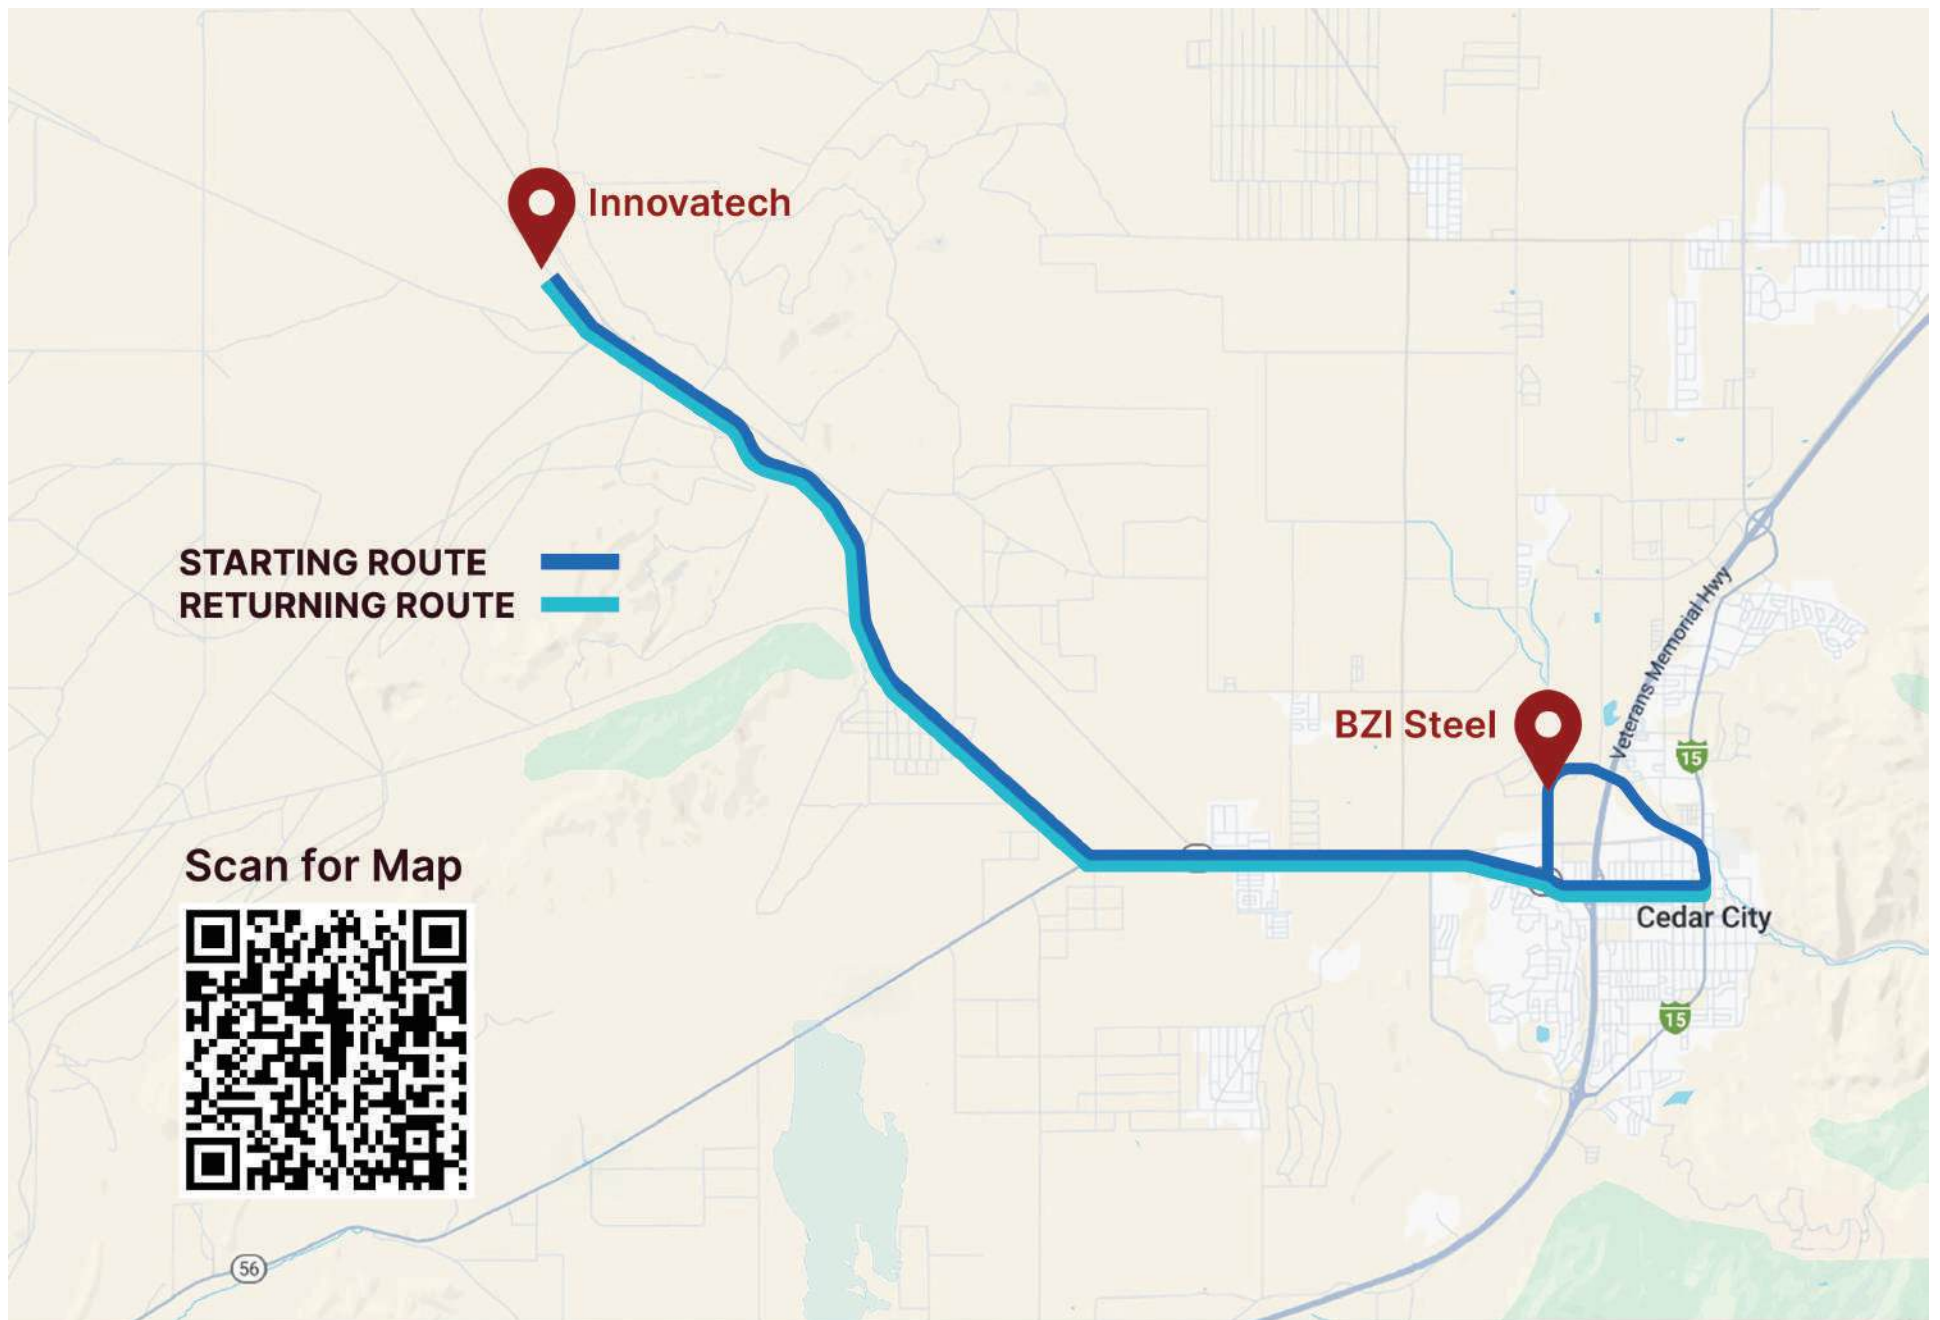 Innovatech
STARTING ROUTE
RETURNING ROUTE
Veterans Memorial Hwy
BZI Steel
15
Scan for Map
Cedar City
15
56